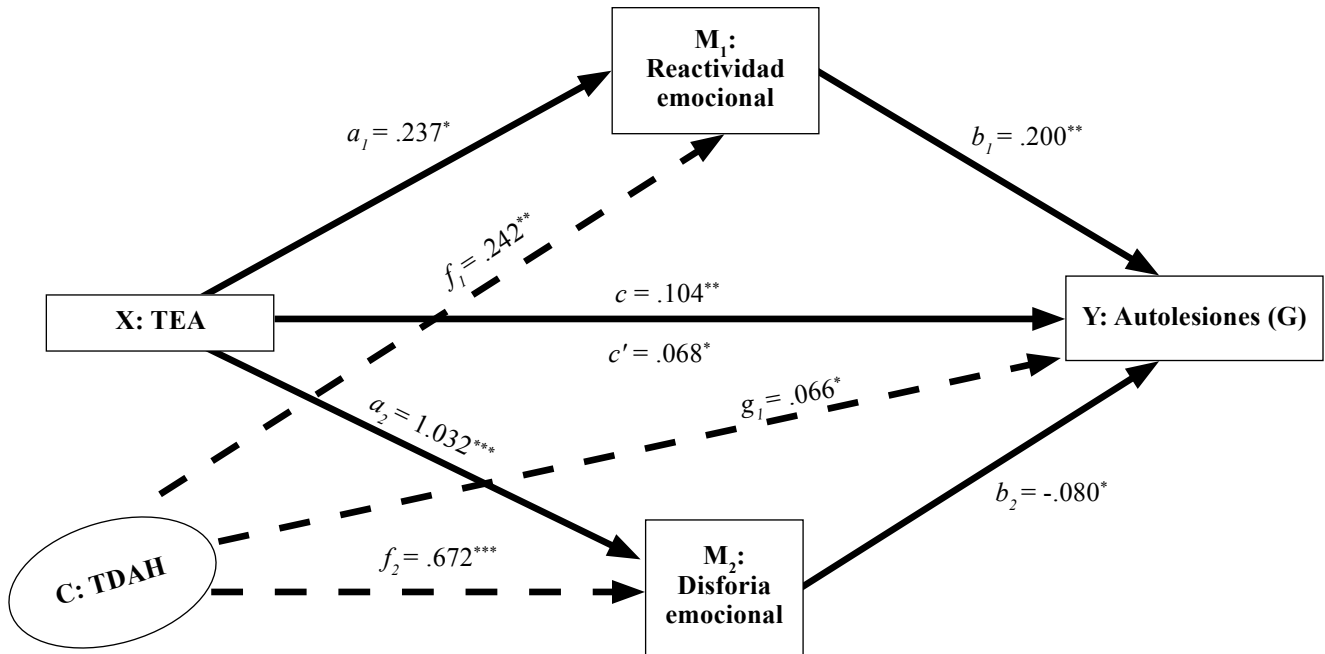 M₁:
Reactividad
emocional
a₁ = .237*
b₁ = .200**
f₁ = .242**
X: TEA
c = .104**
c′ = .068*
Y: Autolesiones (G)
a₂ = 1.032***
g₁ = .066*
b₂ = -.080*
C: TDAH
f₂ = .672***
M₂:
Disforia
emocional